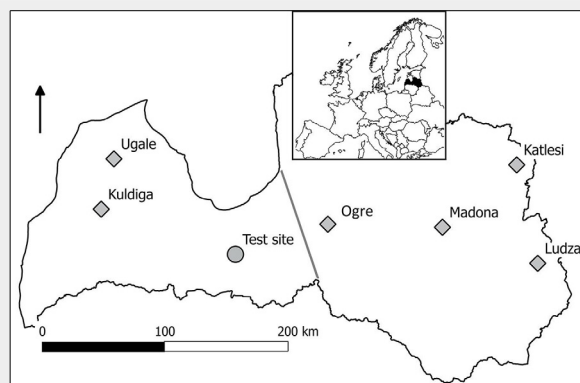 Ugale
Katlesi
Kuldiga
Ogre
Madona
Test site
Ludza
0 100 200 km